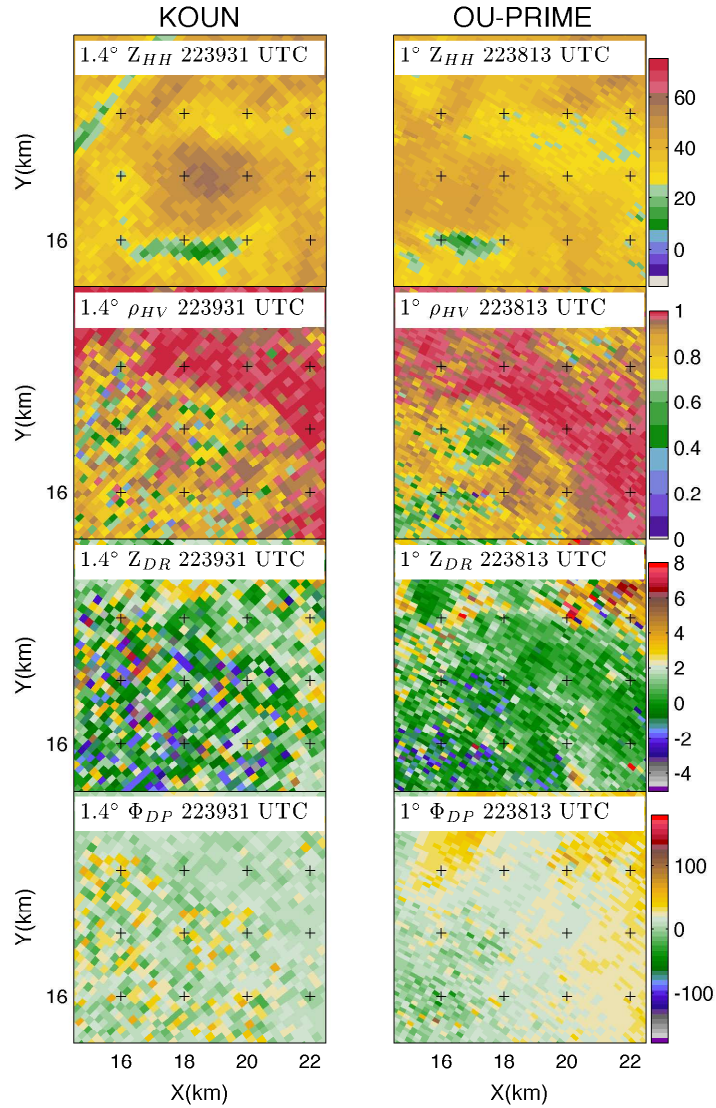 KOUN OU-PRIME
1.4° Z_HH 223931 UTC 1° Z_HH 223813 UTC
60
40
20
0
Y(km)
16
1.4° ρ_HV 223931 UTC 1° ρ_HV 223813 UTC
1
0.8
0.6
0.4
0.2
0
Y(km)
16
1.4° Z_DR 223931 UTC 1° Z_DR 223813 UTC
8
6
4
2
0
-2
-4
Y(km)
16
1.4° Φ_DP 223931 UTC 1° Φ_DP 223813 UTC
100
0
-100
Y(km)
16
16 18 20 22 16 18 20 22
X(km) X(km)